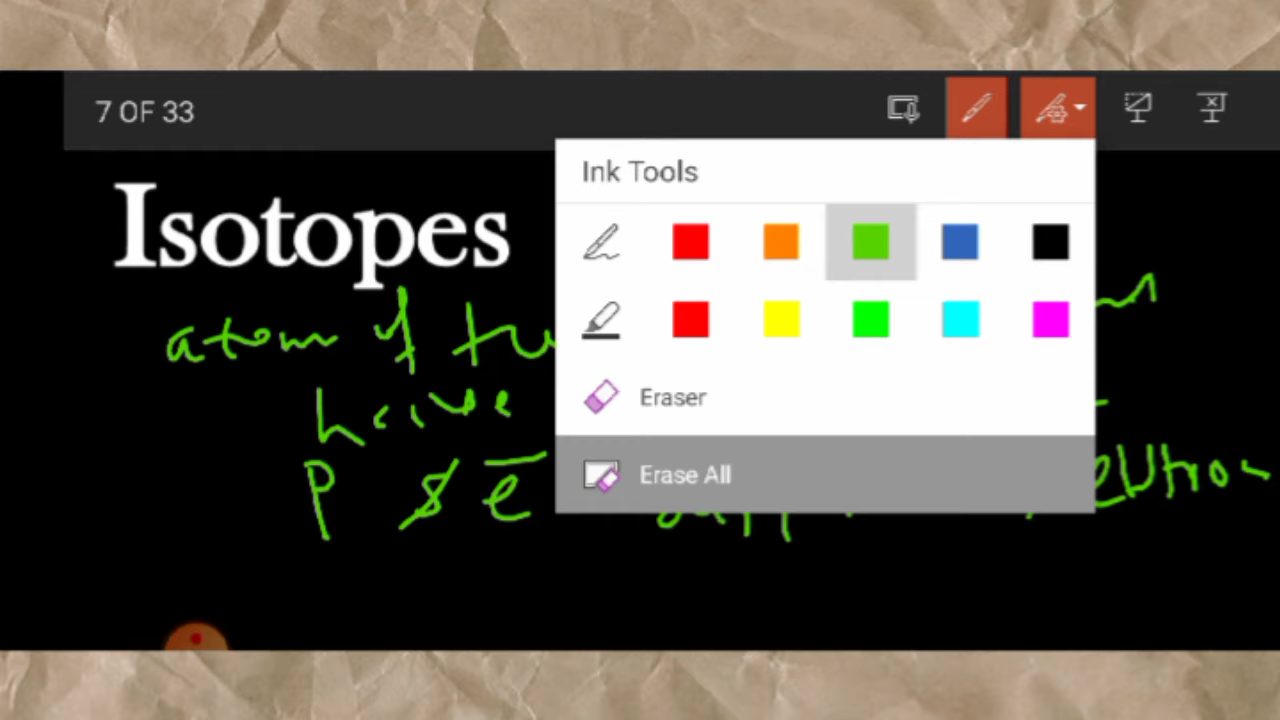 7 OF 33
Ink Tools
Isotopes
atom of
have
Eraser
P & e̅
Erase All